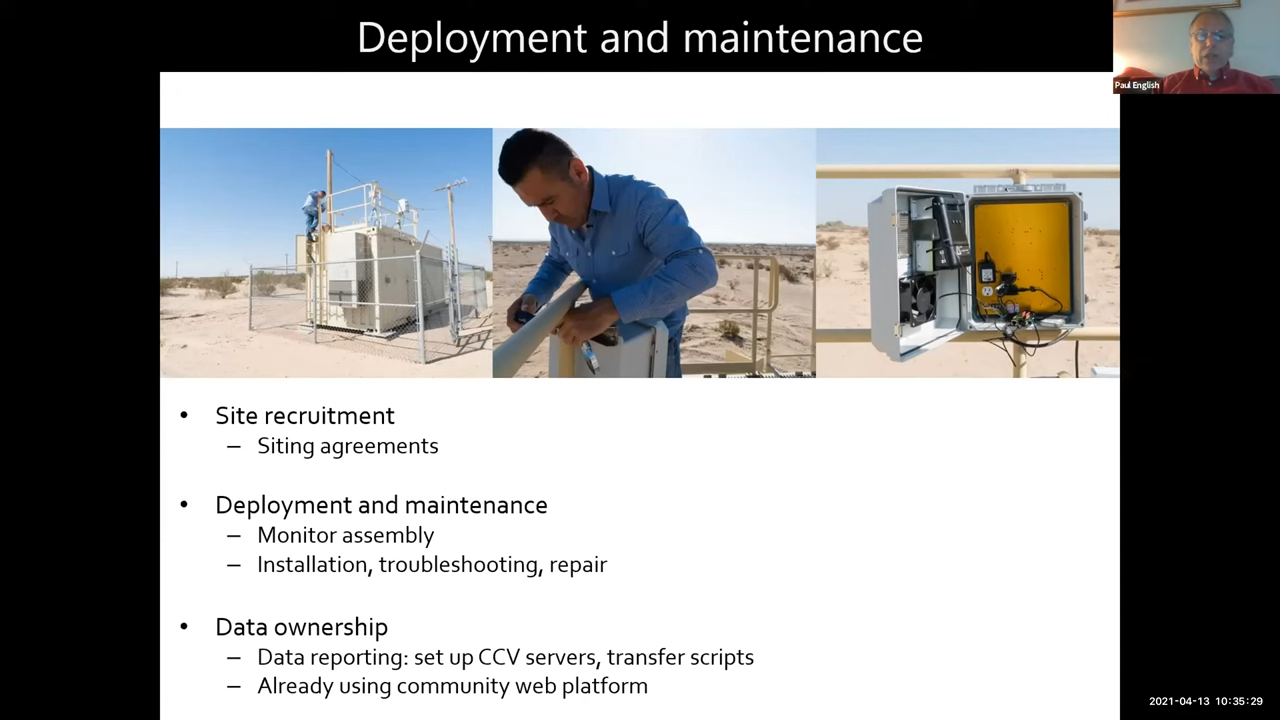 Deployment and maintenance
Paul English
• Site recruitment
– Siting agreements
• Deployment and maintenance
– Monitor assembly
– Installation, troubleshooting, repair
• Data ownership
– Data reporting: set up CCV servers, transfer scripts
– Already using community web platform
2021-04-13 10:35:29